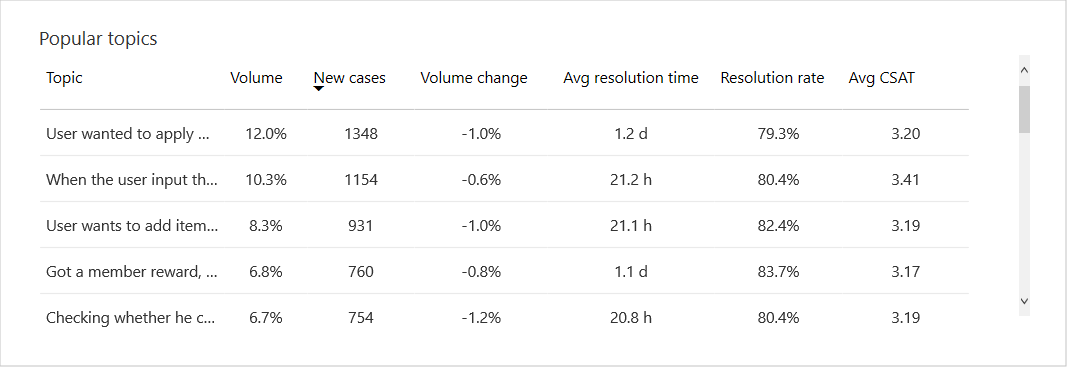 Popular topics
Topic Volume New cases Volume change Avg resolution time Resolution rate Avg CSAT
User wanted to apply ... 12.0% 1348 -1.0% 1.2 d 79.3% 3.20
When the user input th... 10.3% 1154 -0.6% 21.2 h 80.4% 3.41
User wants to add item... 8.3% 931 -1.0% 21.1 h 82.4% 3.19
Got a member reward, ... 6.8% 760 -0.8% 1.1 d 83.7% 3.17
Checking whether he c... 6.7% 754 -1.2% 20.8 h 80.4% 3.19